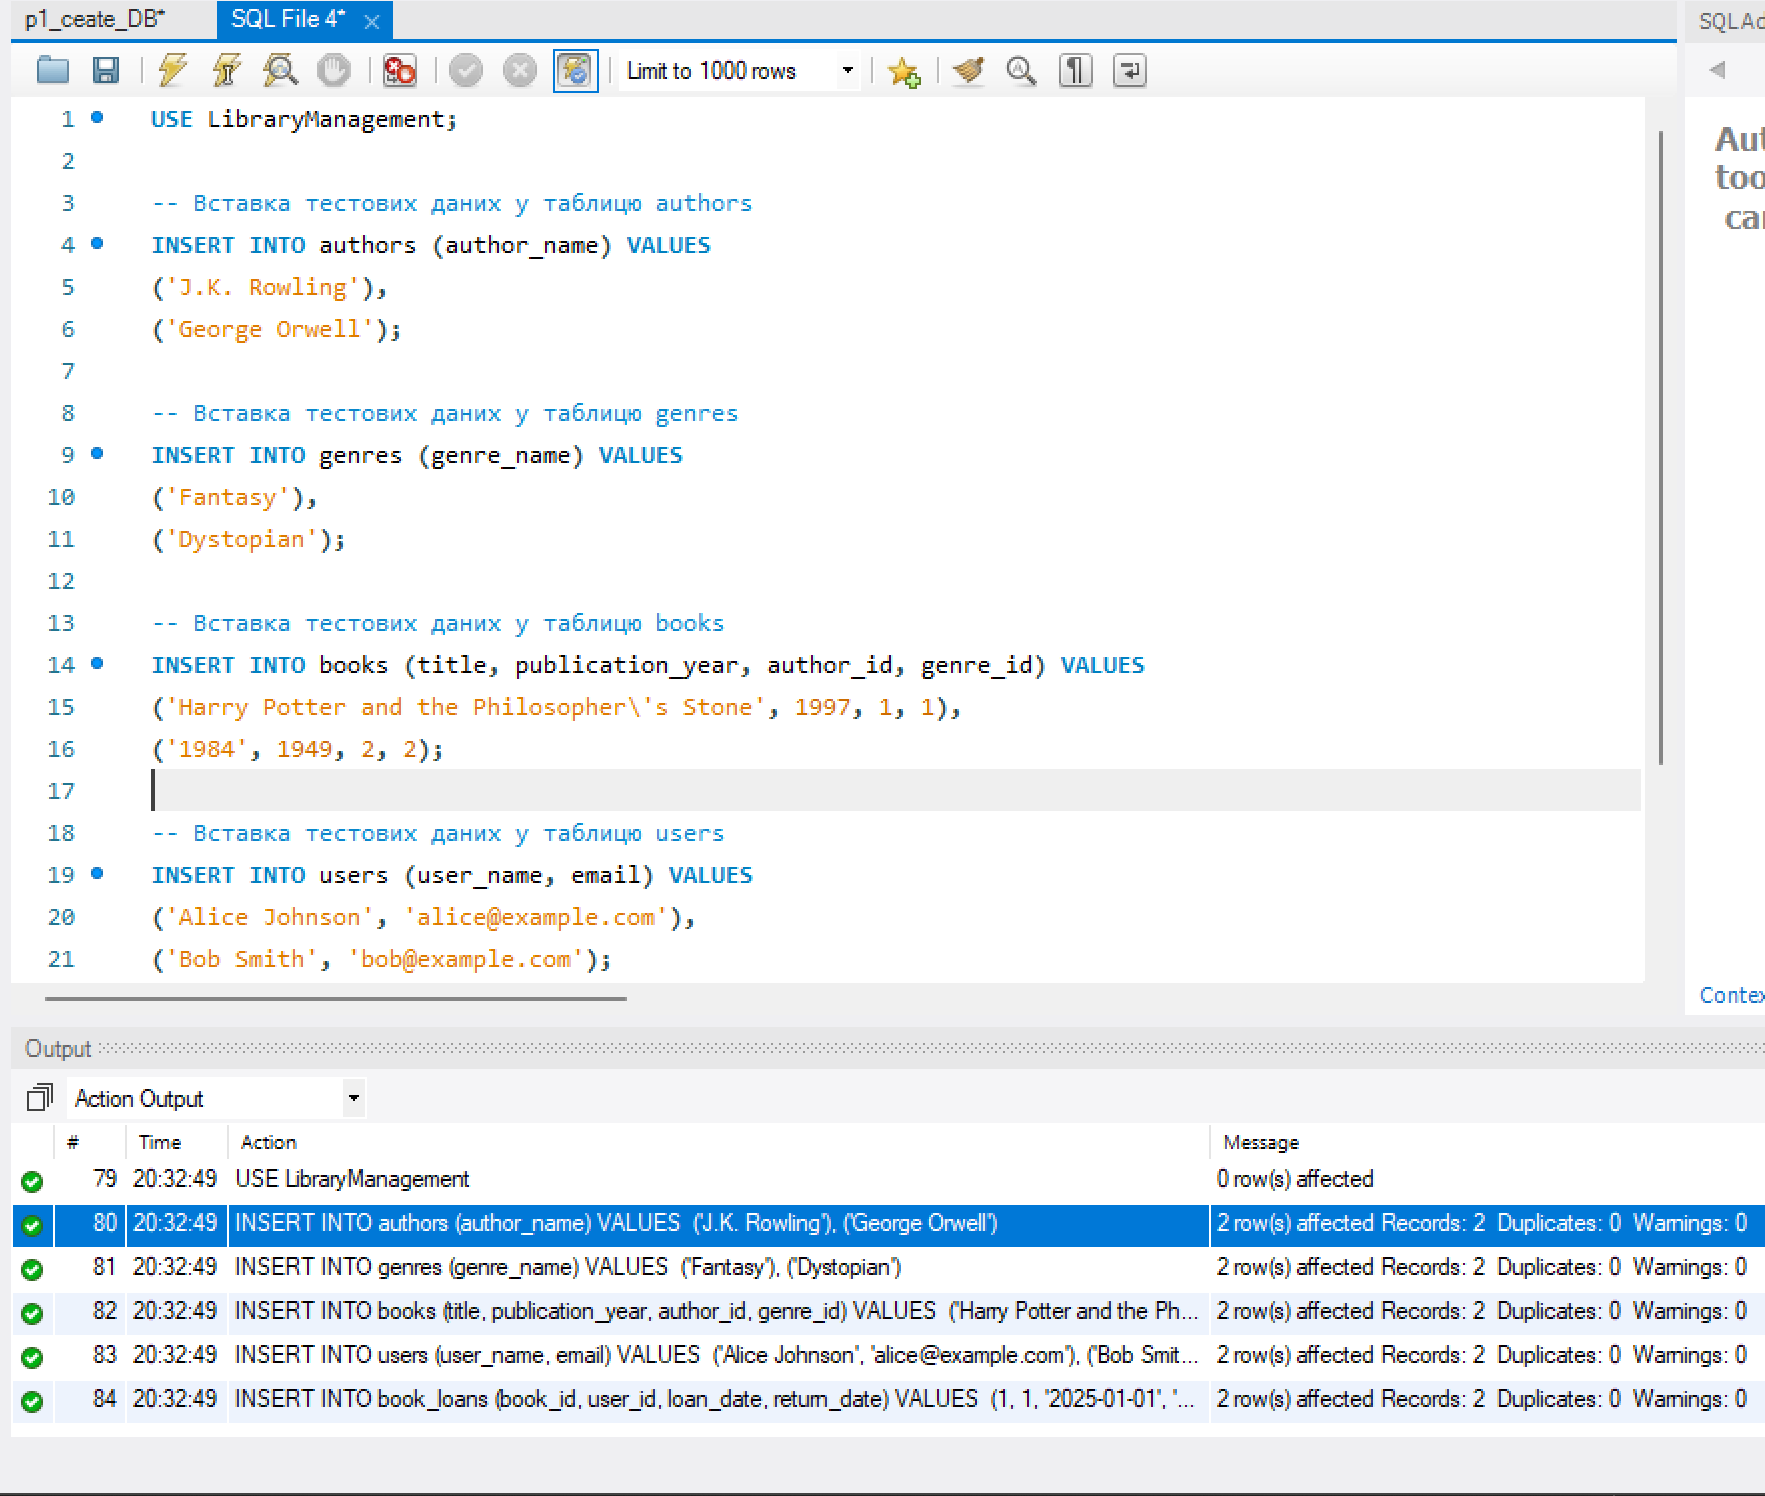 p1_ceate_DB*
SQL File 4*
SQLAd
Limit to 1000 rows
1 USE LibraryManagement;
2
3 -- Вставка тестових даних у таблицю authors
4 INSERT INTO authors (author_name) VALUES
5 ('J.K. Rowling'),
6 ('George Orwell');
7
8 -- Вставка тестових даних у таблицю genres
9 INSERT INTO genres (genre_name) VALUES
10 ('Fantasy'),
11 ('Dystopian');
12
13 -- Вставка тестових даних у таблицю books
14 INSERT INTO books (title, publication_year, author_id, genre_id) VALUES
15 ('Harry Potter and the Philosopher\'s Stone', 1997, 1, 1),
16 ('1984', 1949, 2, 2);
17
18 -- Вставка тестових даних у таблицю users
19 INSERT INTO users (user_name, email) VALUES
20 ('Alice Johnson', 'alice@example.com'),
21 ('Bob Smith', 'bob@example.com');
Aut
too
car
Contex
Output
Action Output
# Time Action Message
79 20:32:49 USE LibraryManagement 0 row(s) affected
80 20:32:49 INSERT INTO authors (author_name) VALUES ('J.K. Rowling'), ('George Orwell') 2 row(s) affected Records: 2 Duplicates: 0 Warnings: 0
81 20:32:49 INSERT INTO genres (genre_name) VALUES ('Fantasy'), ('Dystopian') 2 row(s) affected Records: 2 Duplicates: 0 Warnings: 0
82 20:32:49 INSERT INTO books (title, publication_year, author_id, genre_id) VALUES ('Harry Potter and the Ph... 2 row(s) affected Records: 2 Duplicates: 0 Warnings: 0
83 20:32:49 INSERT INTO users (user_name, email) VALUES ('Alice Johnson', 'alice@example.com'), ('Bob Smit... 2 row(s) affected Records: 2 Duplicates: 0 Warnings: 0
84 20:32:49 INSERT INTO book_loans (book_id, user_id, loan_date, return_date) VALUES (1, 1, '2025-01-01', '... 2 row(s) affected Records: 2 Duplicates: 0 Warnings: 0